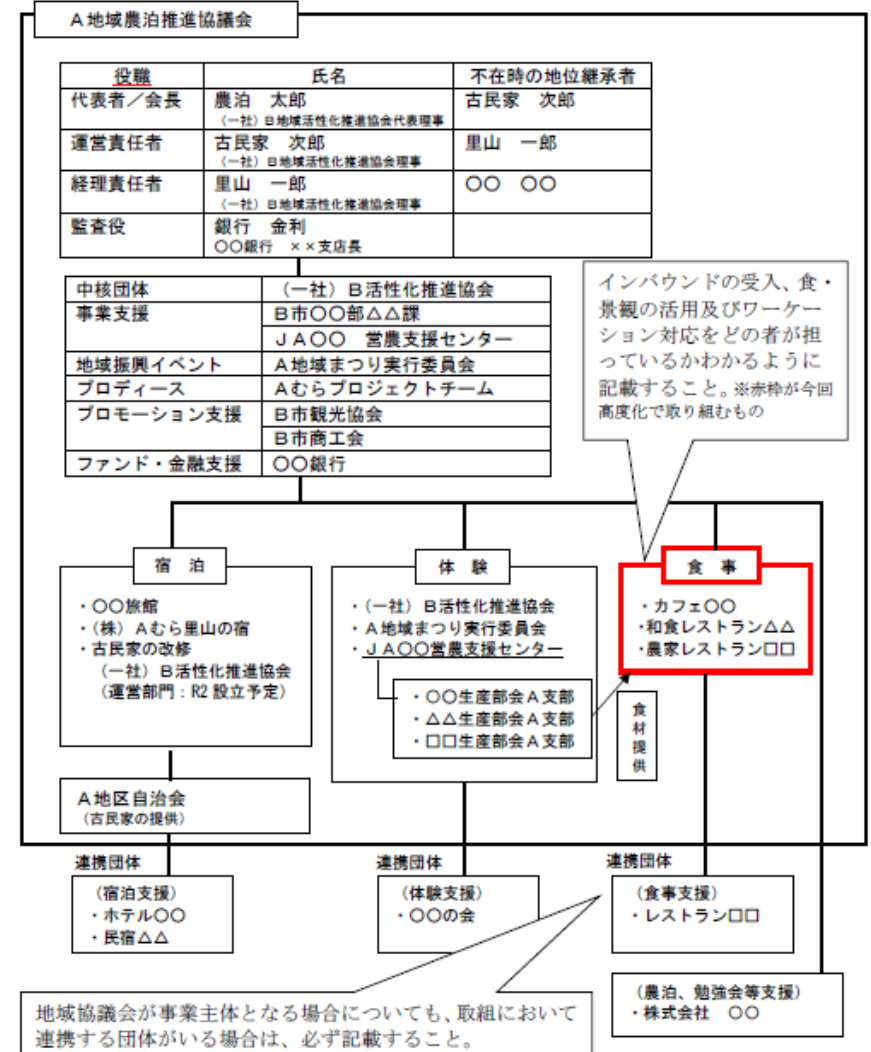 A地域農泊推進協議会
役職 氏名 不在時の地位継承者
代表者／会長 農泊 太郎 古民家 次郎
（一社）B地域活性化推進協会代表理事
運営責任者 古民家 次郎 里山 一郎
（一社）B地域活性化推進協会理事
経理責任者 里山 一郎 〇〇 〇〇
（一社）B地域活性化推進協会理事
監査役 銀行 金利
〇〇銀行 ××支店長
中核団体 （一社）B活性化推進協会
事業支援 B市〇〇部△△課
JA〇〇 営農支援センター
地域振興イベント A地域まつり実行委員会
プロディース Aむらプロジェクトチーム
プロモーション支援 B市観光協会
B市商工会
ファンド・金融支援 〇〇銀行
インバウンドの受入、食・
景観の活用及びワーケー
ション対応をどの者が担
っているかわかるように
記載すること。※赤枠が今回
高度化で取り組むもの
宿 泊
・〇〇旅館
・（株）Aむら里山の宿
・古民家の改修
（一社）B活性化推進協会
（運営部門：R2 設立予定）
A地区自治会
（古民家の提供）
体 験
・（一社）B活性化推進協会
・A地域まつり実行委員会
・JA〇〇営農支援センター
・〇〇生産部会A支部
・△△生産部会A支部
・□□生産部会A支部
食 事
・カフェ〇〇
・和食レストラン△△
・農家レストラン□□
食材提供
連携団体
（宿泊支援）
・ホテル〇〇
・民宿△△
連携団体
（体験支援）
・〇〇の会
連携団体
（食事支援）
・レストラン□□
（農泊、勉強会等支援）
・株式会社 〇〇
地域協議会が事業主体となる場合についても、取組において
連携する団体がいる場合は、必ず記載すること。